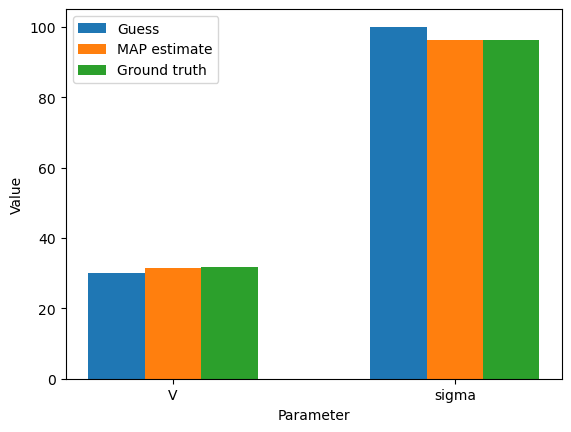 Guess
MAP estimate
Ground truth
100
80
60
40
20
0
Value
V
sigma
Parameter